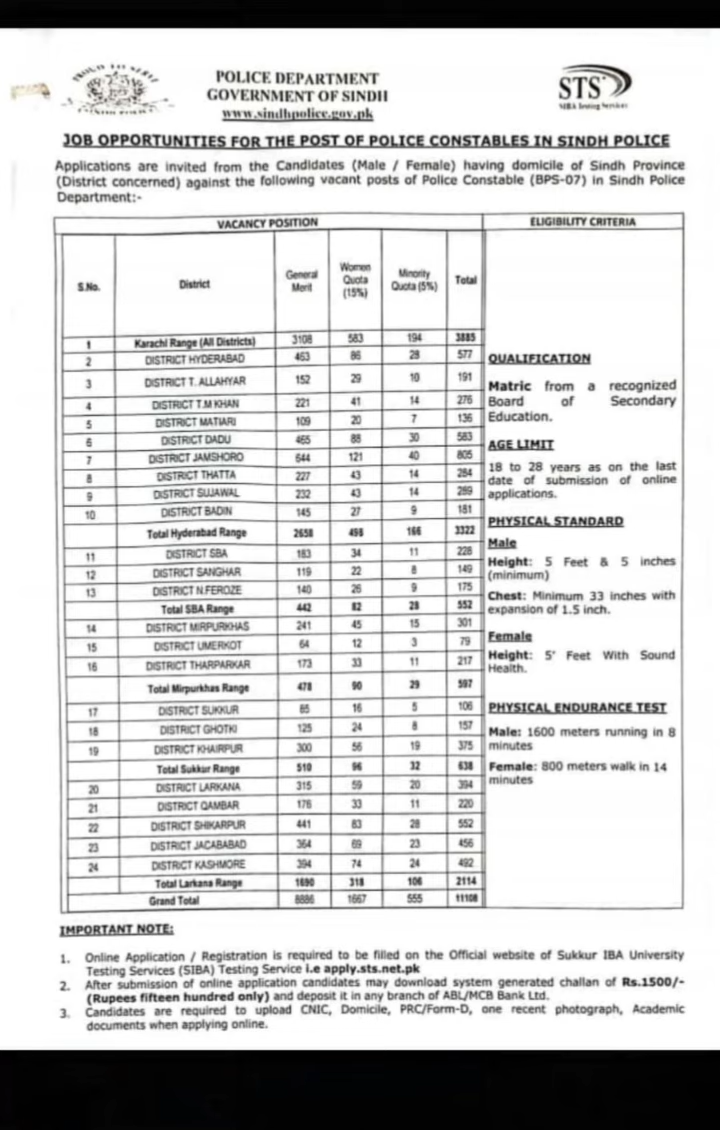 PROUD TO SERVE
POLICE DEPARTMENT
GOVERNMENT OF SINDH
www.sindhpolice.gov.pk
STS
SIBA Testing Services
JOB OPPORTUNITIES FOR THE POST OF POLICE CONSTABLES IN SINDH POLICE
Applications are invited from the Candidates (Male / Female) having domicile of Sindh Province
(District concerned) against the following vacant posts of Police Constable (BPS-07) in Sindh Police
Department:-
VACANCY POSITION
S.No. District General Merit Women Quota (15%) Minority Quota (5%) Total
1 Karachi Range (All Districts) 3108 583 194 3885
2 DISTRICT HYDERABAD 463 86 28 577
3 DISTRICT T. ALLAHYAR 152 29 10 191
4 DISTRICT T.M KHAN 221 41 14 276
5 DISTRICT MATIARI 109 20 7 136
6 DISTRICT DADU 465 88 30 583
7 DISTRICT JAMSHORO 644 121 40 805
8 DISTRICT THATTA 227 43 14 284
9 DISTRICT SUJAWAL 232 43 14 289
10 DISTRICT BADIN 145 27 9 181
Total Hyderabad Range 2658 498 166 3322
11 DISTRICT SBA 183 34 11 228
12 DISTRICT SANGHAR 119 22 8 149
13 DISTRICT N.FEROZE 140 26 9 175
Total SBA Range 442 82 28 552
14 DISTRICT MIRPURKHAS 241 45 15 301
15 DISTRICT UMERKOT 64 12 3 79
16 DISTRICT THARPARKAR 173 33 11 217
Total Mirpurkhas Range 478 90 29 597
17 DISTRICT SUKKUR 85 16 5 106
18 DISTRICT GHOTKI 125 24 8 157
19 DISTRICT KHAIRPUR 300 56 19 375
Total Sukkur Range 510 96 32 638
20 DISTRICT LARKANA 315 59 20 394
21 DISTRICT QAMBAR 176 33 11 220
22 DISTRICT SHIKARPUR 441 83 28 552
23 DISTRICT JACABABAD 364 69 23 456
24 DISTRICT KASHMORE 394 74 24 492
Total Larkana Range 1690 318 106 2114
Grand Total 8886 1667 555 11108
ELIGIBILITY CRITERIA
QUALIFICATION
Matric from a recognized
Board of Secondary
Education.
AGE LIMIT
18 to 28 years as on the last
date of submission of online
applications.
PHYSICAL STANDARD
Male
Height: 5 Feet & 5 inches
(minimum)
Chest: Minimum 33 inches with
expansion of 1.5 inch.
Female
Height: 5' Feet With Sound
Health.
PHYSICAL ENDURANCE TEST
Male: 1600 meters running in 8
minutes
Female: 800 meters walk in 14
minutes
IMPORTANT NOTE:
1. Online Application / Registration is required to be filled on the Official website of Sukkur IBA University
Testing Services (SIBA) Testing Service i.e apply.sts.net.pk
2. After submission of online application candidates may download system generated challan of Rs.1500/-
(Rupees fifteen hundred only) and deposit it in any branch of ABL/MCB Bank Ltd.
3. Candidates are required to upload CNIC, Domicile, PRC/Form-D, one recent photograph, Academic
documents when applying online.